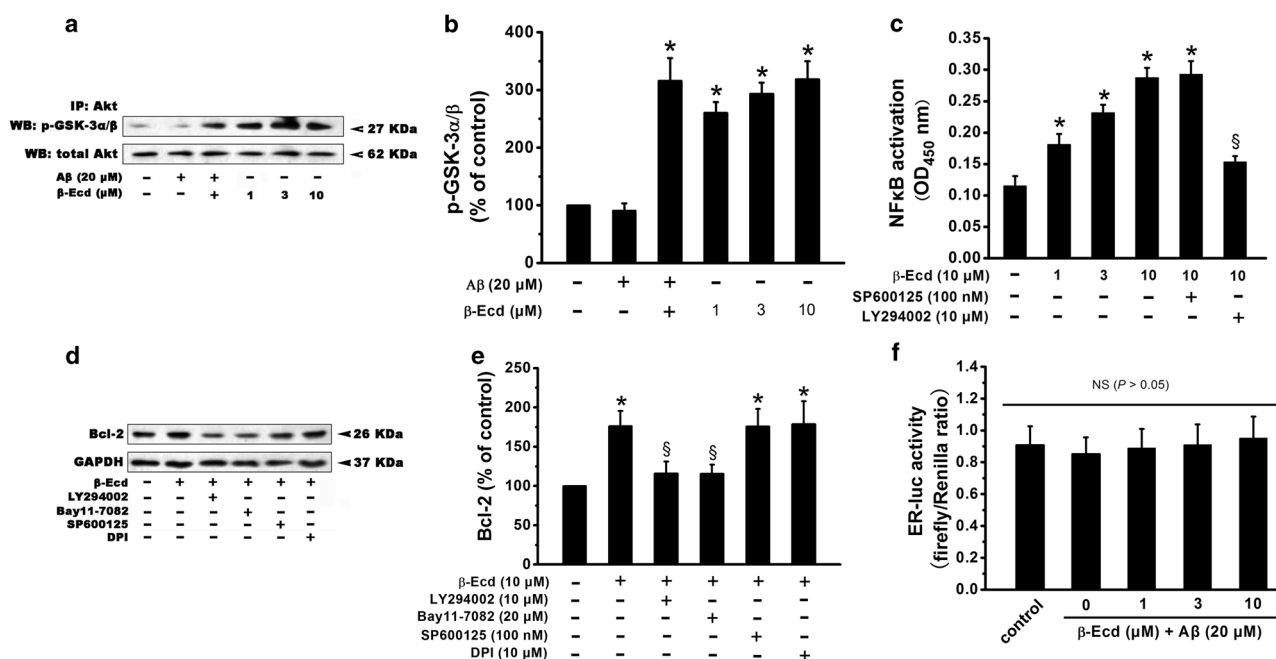 a
IP: Akt
WB: p-GSK-3α/β
27 KDa
WB: total Akt
62 KDa
Aβ (20 μM) – + + – – –
β-Ecd (μM) – – + 1 3 10
b
p-GSK-3α/β
(% of control)
400
300
200
100
0
* * * *
Aβ (20 μM) – + + – – –
β-Ecd (μM) – – + 1 3 10
c
NFκB activation
(OD450 nm)
0.35
0.30
0.25
0.20
0.15
0.10
0.05
0.00
* * * * §
β-Ecd (10 μM) – 1 3 10 10 10
SP600125 (100 nM) – – – – + –
LY294002 (10 μM) – – – – – +
d
Bcl-2
26 KDa
GAPDH
37 KDa
β-Ecd – + + + + +
LY294002 – – + – – –
Bay11-7082 – – – + – –
SP600125 – – – – + –
DPI – – – – – +
e
Bcl-2 (% of control)
250
200
150
100
50
0
* § § * *
β-Ecd (10 μM) – + + + + +
LY294002 (10 μM) – – + – – –
Bay11-7082 (20 μM) – – – + – –
SP600125 (100 nM) – – – – + –
DPI (10 μM) – – – – – +
f
ER-luc activity
(firefly/Renilla ratio)
1.4
1.2
1.0
0.8
0.6
0.4
0.2
0.0
NS (P > 0.05)
control 0 1 3 10
β-Ecd (μM) + Aβ (20 μM)